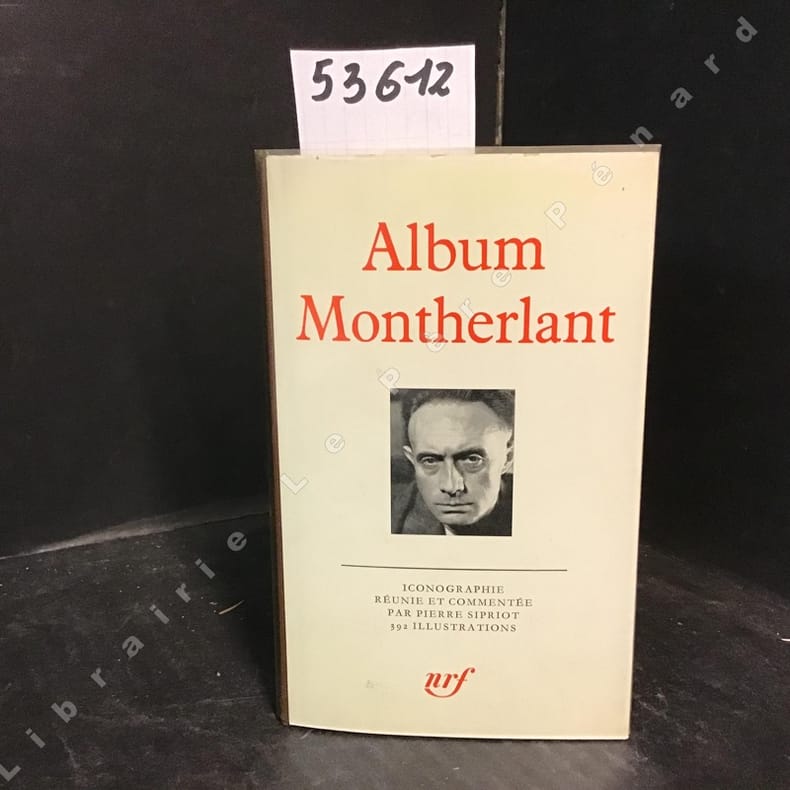 53612
Album
Montherlant
ICONOGRAPHIE
RÉUNIE ET COMMENTÉE
PAR PIERRE SIPRIOT
392 ILLUSTRATIONS
nrf
Librairie Le Père Pénard